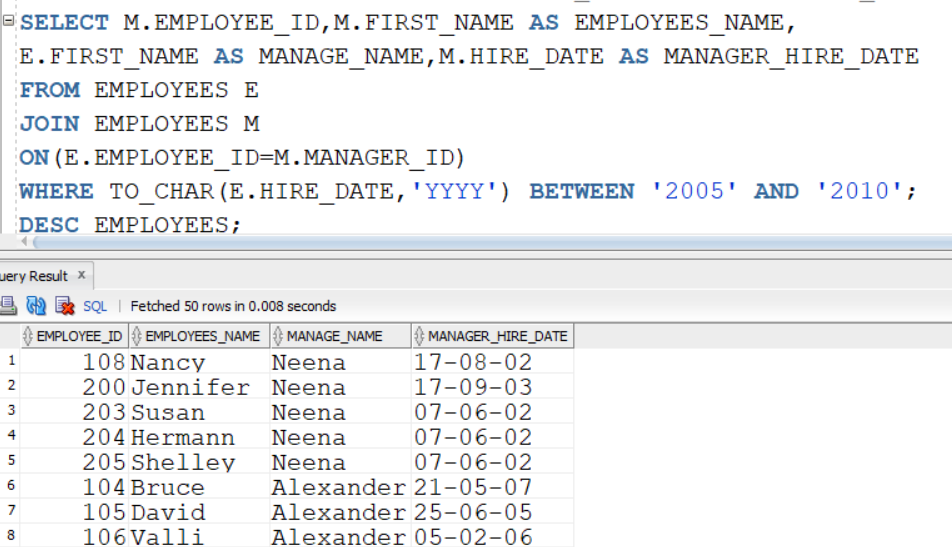 SELECT M.EMPLOYEE_ID,M.FIRST_NAME AS EMPLOYEES_NAME,
E.FIRST_NAME AS MANAGE_NAME,M.HIRE_DATE AS MANAGER_HIRE_DATE
FROM EMPLOYEES E
JOIN EMPLOYEES M
ON(E.EMPLOYEE_ID=M.MANAGER_ID)
WHERE TO_CHAR(E.HIRE_DATE,'YYYY') BETWEEN '2005' AND '2010';
DESC EMPLOYEES;
uery Result x
SQL | Fetched 50 rows in 0.008 seconds
EMPLOYEE_ID EMPLOYEES_NAME MANAGE_NAME MANAGER_HIRE_DATE
1 108 Nancy Neena 17-08-02
2 200 Jennifer Neena 17-09-03
3 203 Susan Neena 07-06-02
4 204 Hermann Neena 07-06-02
5 205 Shelley Neena 07-06-02
6 104 Bruce Alexander 21-05-07
7 105 David Alexander 25-06-05
8 106 Valli Alexander 05-02-06